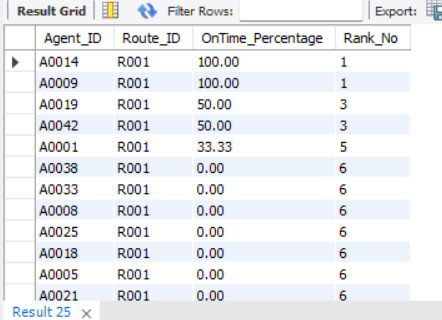 Result Grid Filter Rows: Export:
Agent_ID Route_ID OnTime_Percentage Rank_No
A0014 R001 100.00 1
A0009 R001 100.00 1
A0019 R001 50.00 3
A0042 R001 50.00 3
A0001 R001 33.33 5
A0038 R001 0.00 6
A0033 R001 0.00 6
A0008 R001 0.00 6
A0025 R001 0.00 6
A0018 R001 0.00 6
A0005 R001 0.00 6
A0021 R001 0.00 6
Result 25 ×